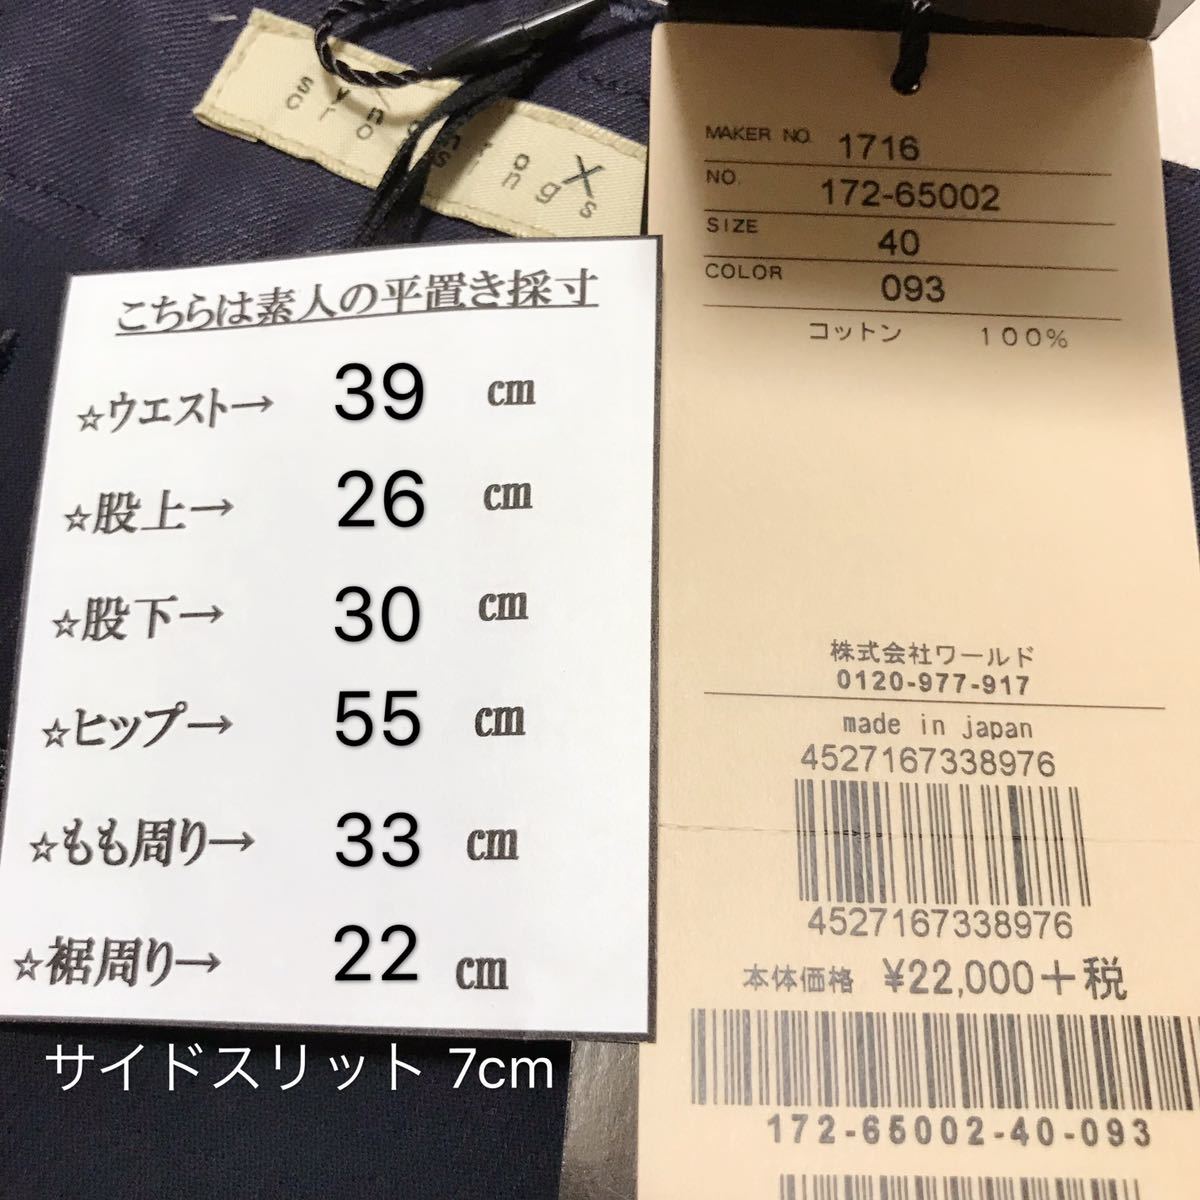 MAKER NO. 1716
NO. 172-65002
SIZE 40
COLOR 093
コットン 100%
こちらは素人の平置き採寸
☆ウエスト→ 39 cm
☆股上→ 26 cm
☆股下→ 30 cm
☆ヒップ→ 55 cm
☆もも周り→ 33 cm
☆裾周り→ 22 cm
サイドスリット 7cm
株式会社ワールド
0120-977-917
made in japan
4527167338976
4527167338976
本体価格 ¥22,000+税
172-65002-40-093